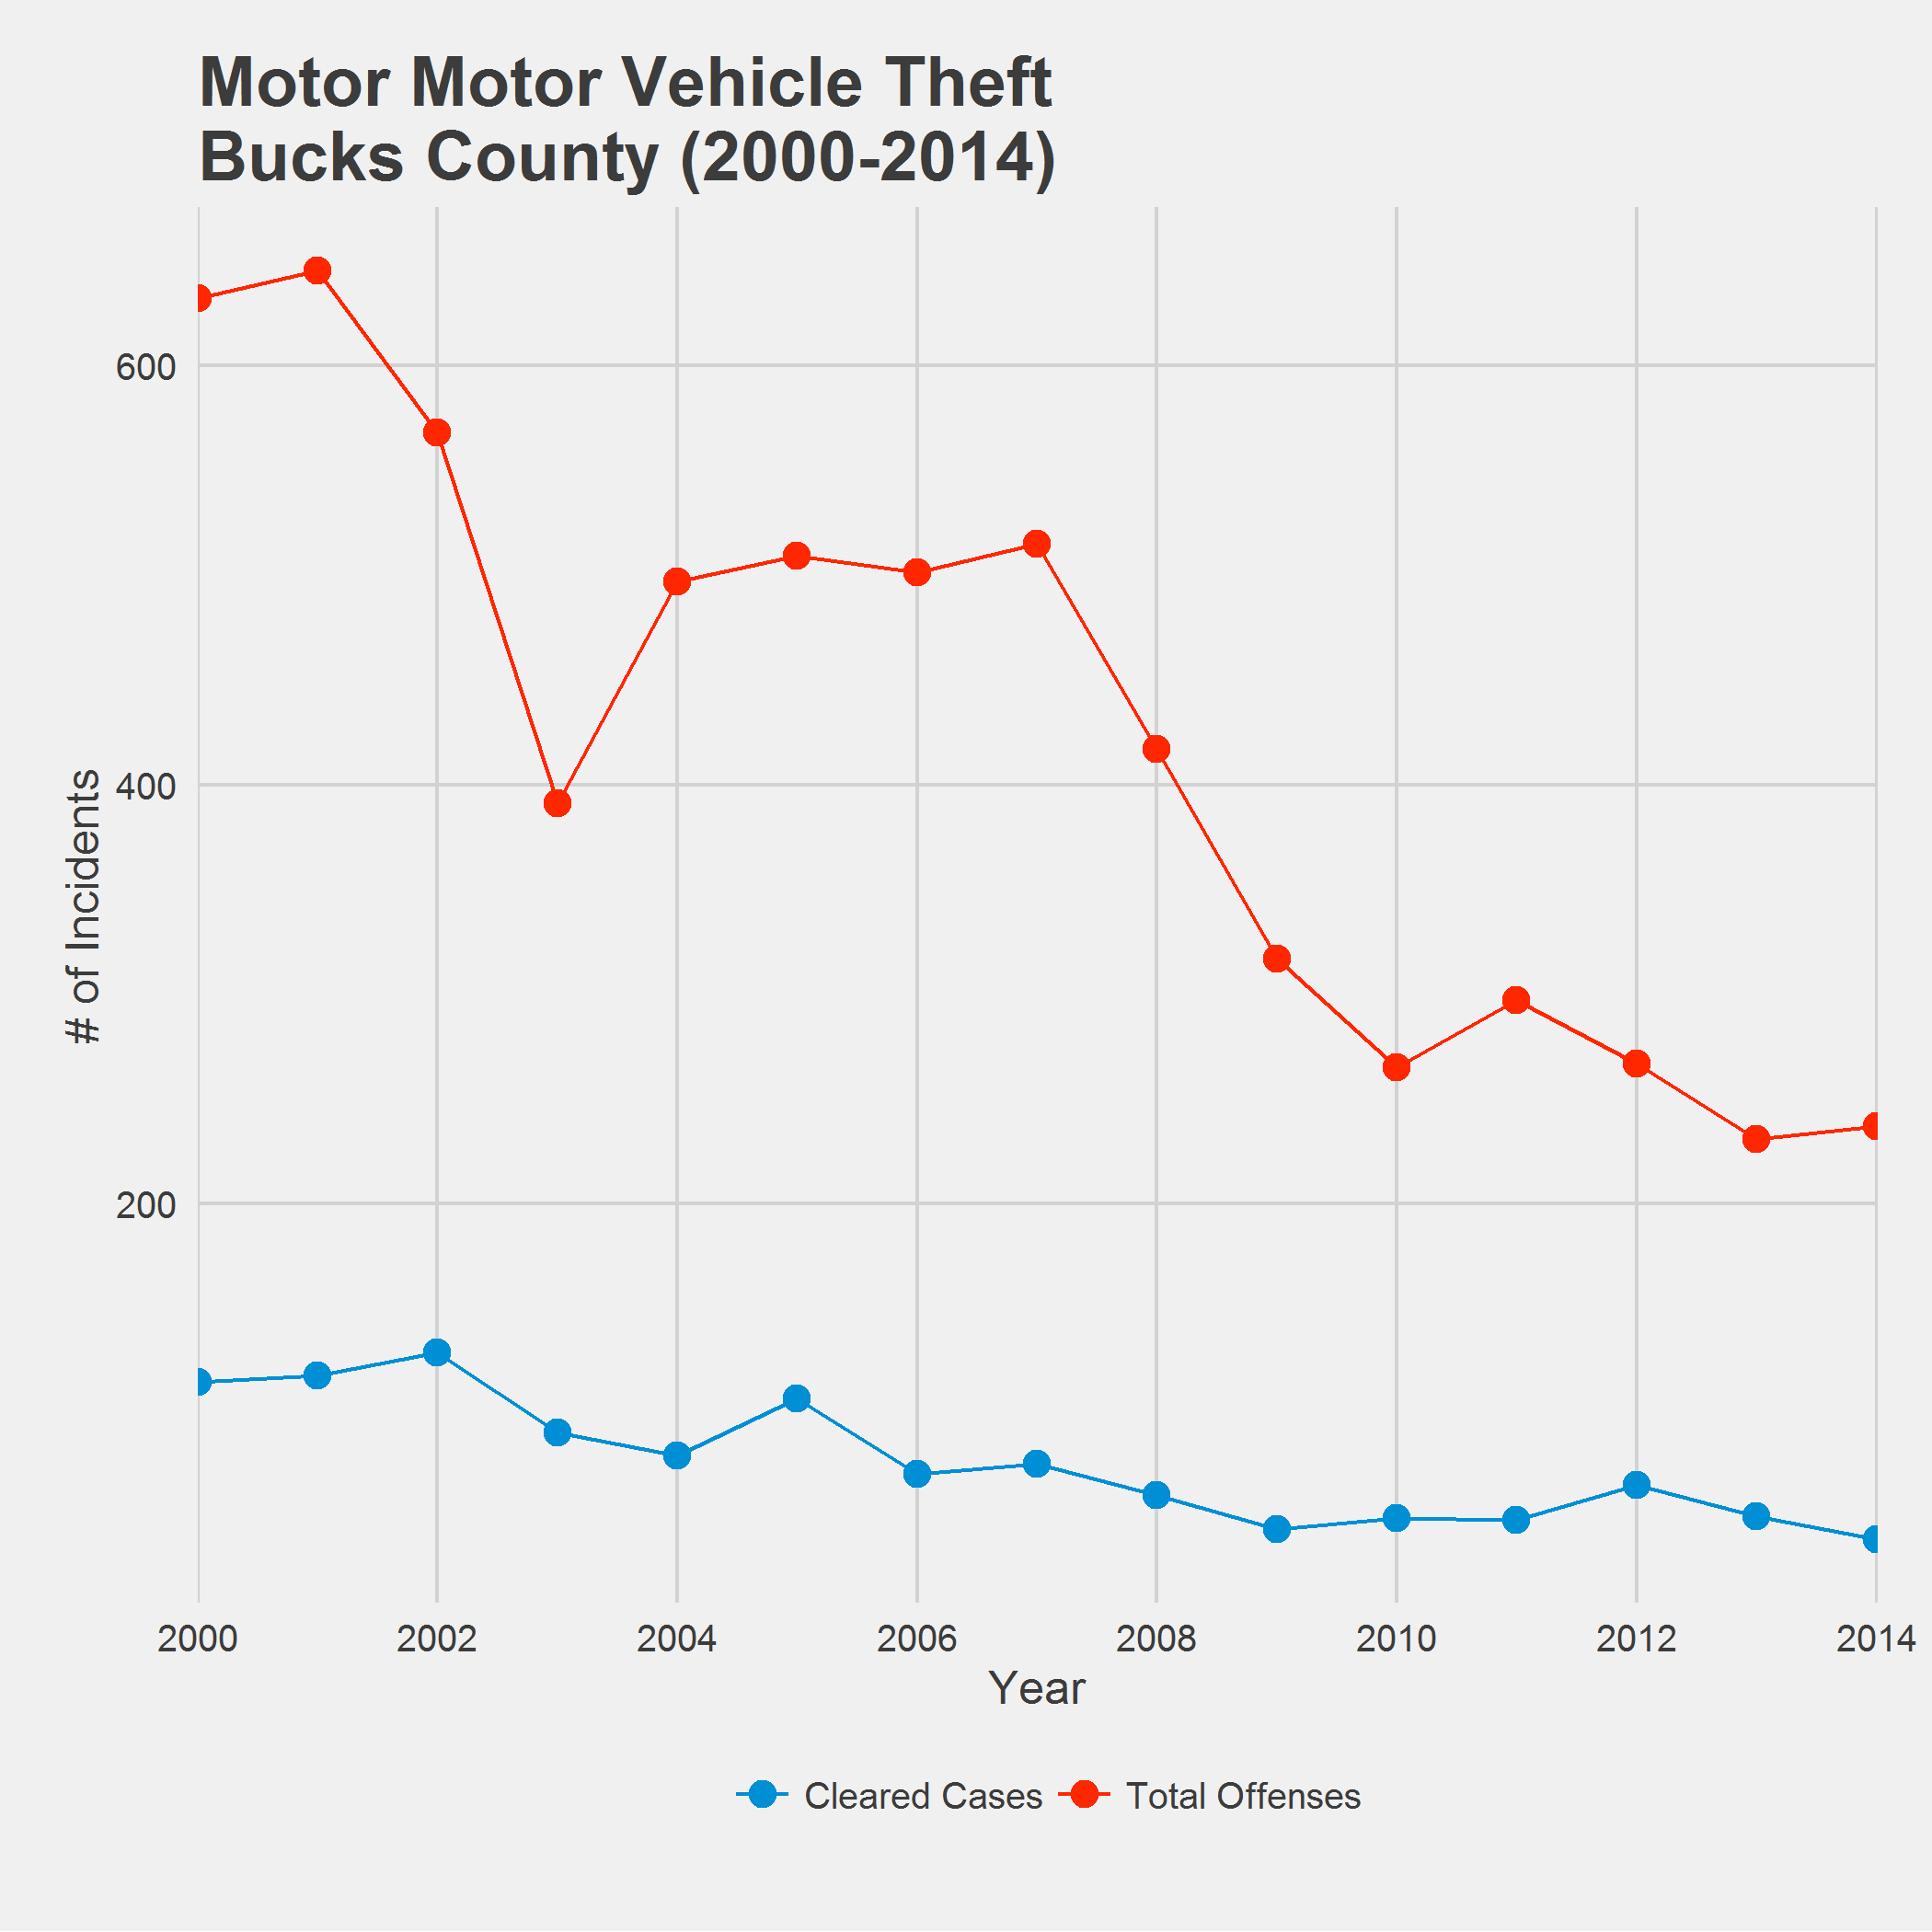 Motor Motor Vehicle Theft
Bucks County (2000-2014)
600
400
200
# of Incidents
2000 2002 2004 2006 2008 2010 2012 2014
Year
Cleared Cases Total Offenses